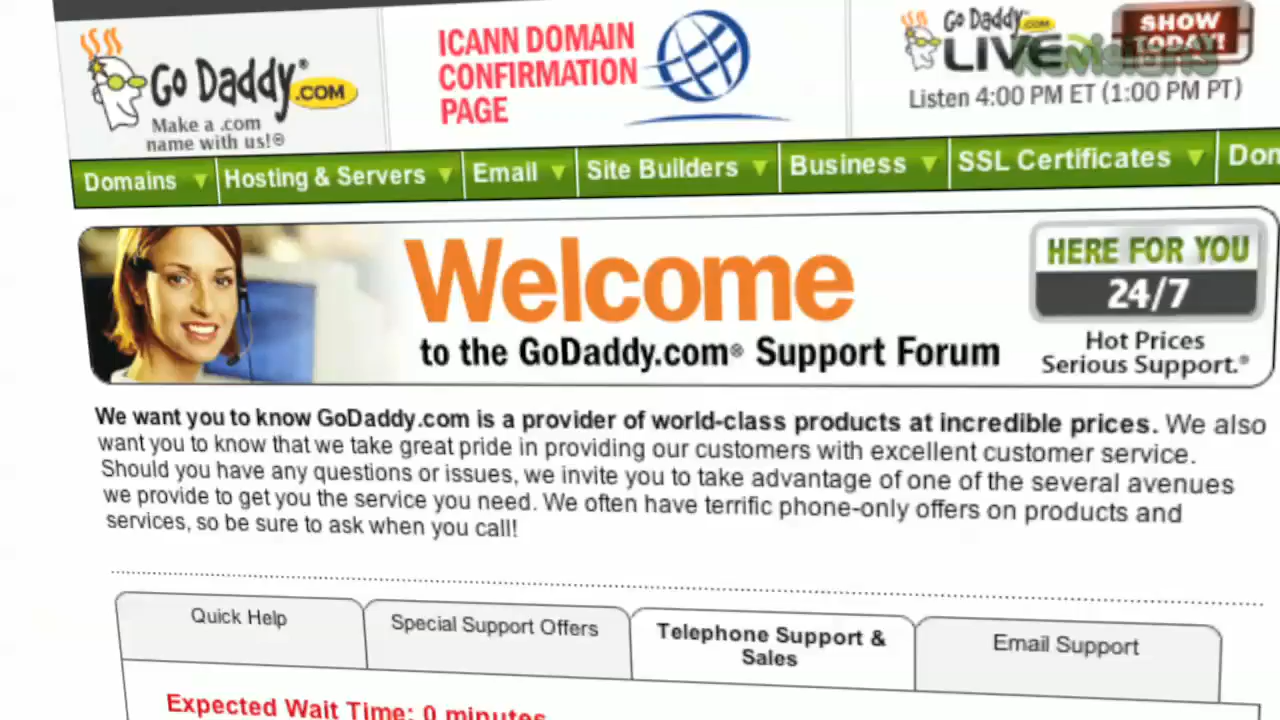 Go Daddy®.COM
Make a .com
name with us!®
ICANN DOMAIN
CONFIRMATION
PAGE
Go Daddy.COM
LIVE
SHOW
TODAY!
Listen 4:00 PM ET (1:00 PM PT)
Domains Hosting & Servers Email Site Builders Business SSL Certificates Dom
Welcome
to the GoDaddy.com® Support Forum
HERE FOR YOU
24/7
Hot Prices
Serious Support.®
We want you to know GoDaddy.com is a provider of world-class products at incredible prices. We also
want you to know that we take great pride in providing our customers with excellent customer service.
Should you have any questions or issues, we invite you to take advantage of one of the several avenues
we provide to get you the service you need. We often have terrific phone-only offers on products and
services, so be sure to ask when you call!
Quick Help
Special Support Offers
Telephone Support &
Sales
Email Support
Expected Wait Time: 0 minutes